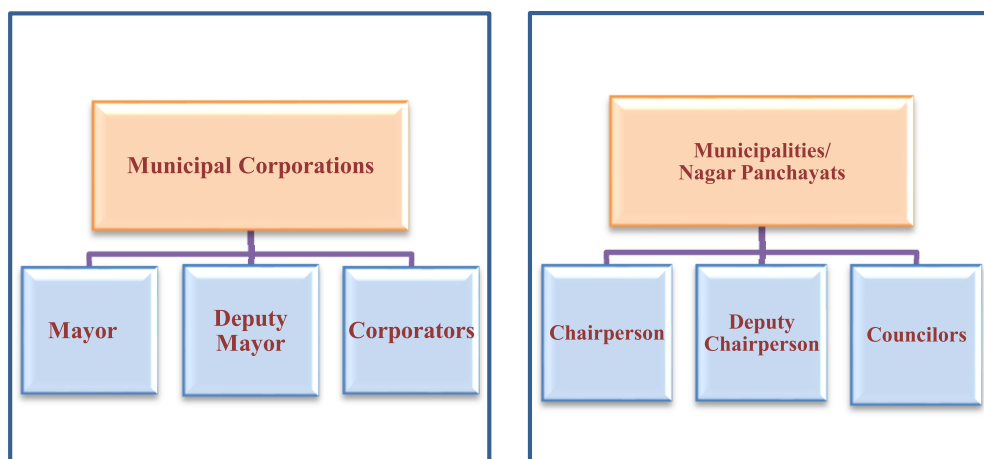 Municipal Corporations
Mayor
Deputy
Mayor
Corporators
Municipalities/
Nagar Panchayats
Chairperson
Deputy
Chairperson
Councilors